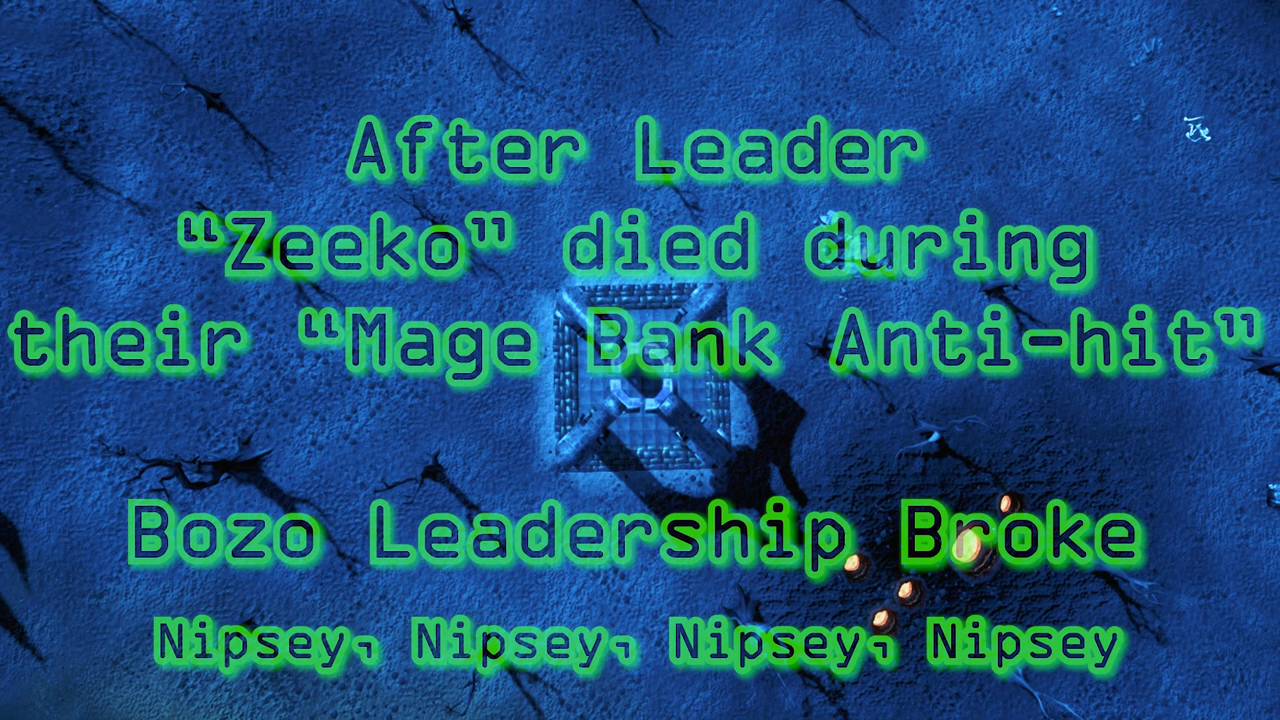 After Leader
“Zeeko” died during
their “Mage Bank Anti-hit”
Bozo Leadership Broke
Nipsey, Nipsey, Nipsey, Nipsey